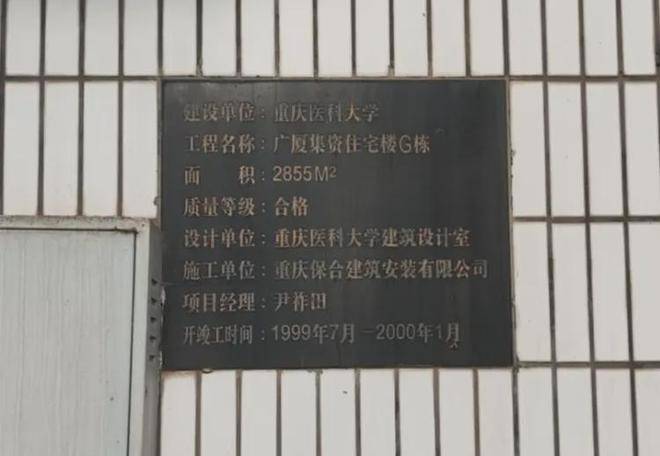 建设单位：重庆医科大学
工程名称：广厦集资住宅楼G栋
面　　积：2855M²
质量等级：合格
设计单位：重庆医科大学建筑设计室
施工单位：重庆保合建筑安装有限公司
项目经理：尹祚田
开竣工时间：1999年7月－2000年1月